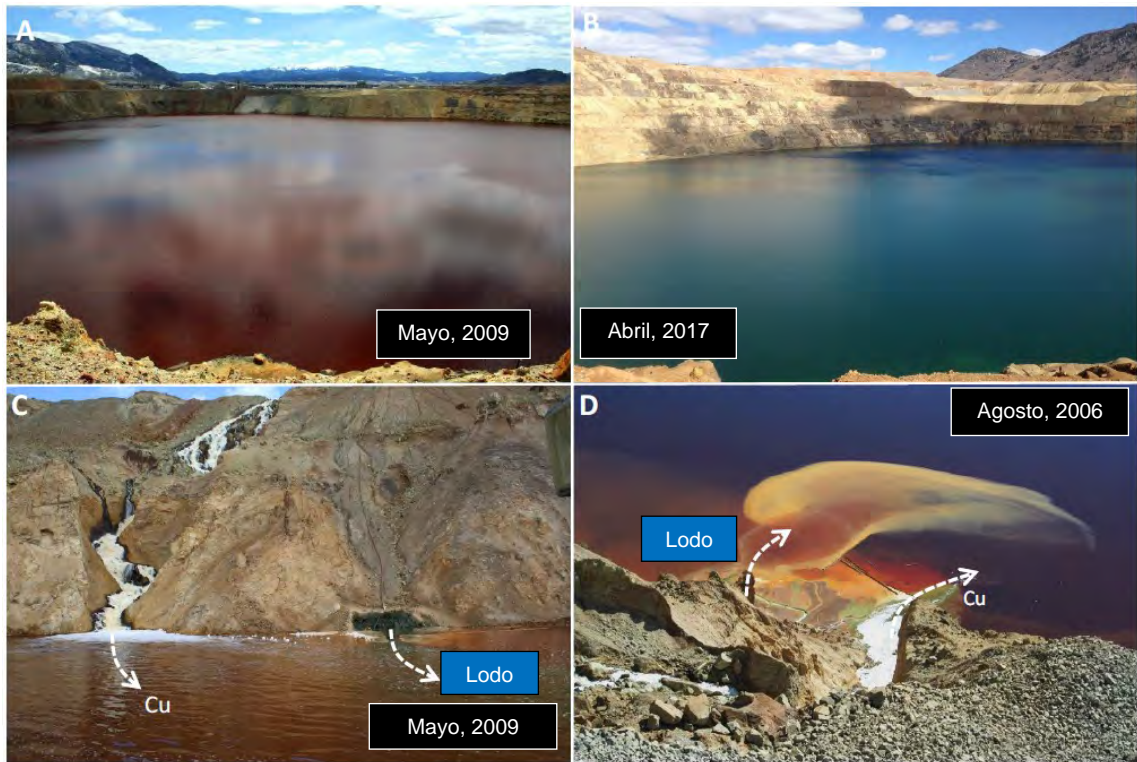 A
Mayo, 2009
B
Abril, 2017
C
Cu
Lodo
Mayo, 2009
D
Agosto, 2006
Lodo
Cu